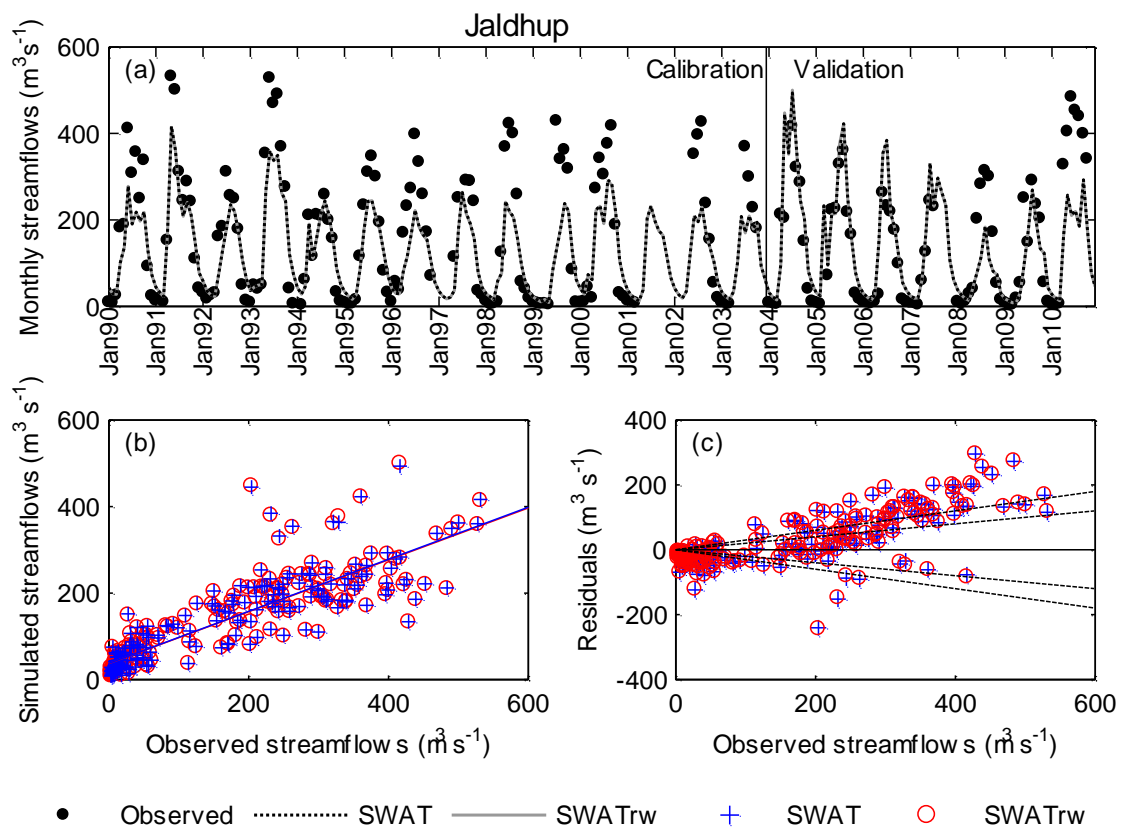 Jaldhup
Monthly streamflows (m3s-1)
600
400
200
0
(a)
Calibration
Validation
Jan90
Jan91
Jan92
Jan93
Jan94
Jan95
Jan96
Jan97
Jan98
Jan99
Jan00
Jan01
Jan02
Jan03
Jan04
Jan05
Jan06
Jan07
Jan08
Jan09
Jan10
Simulated streamflows (m3 s-1)
600
400
200
0
(b)
0 200 400 600
Observed streamflows (m3 s-1)
Residuals (m3 s-1)
400
200
0
-200
-400
(c)
0 200 400 600
Observed streamflows (m3 s-1)
Observed SWAT SWATrw SWAT SWATrw